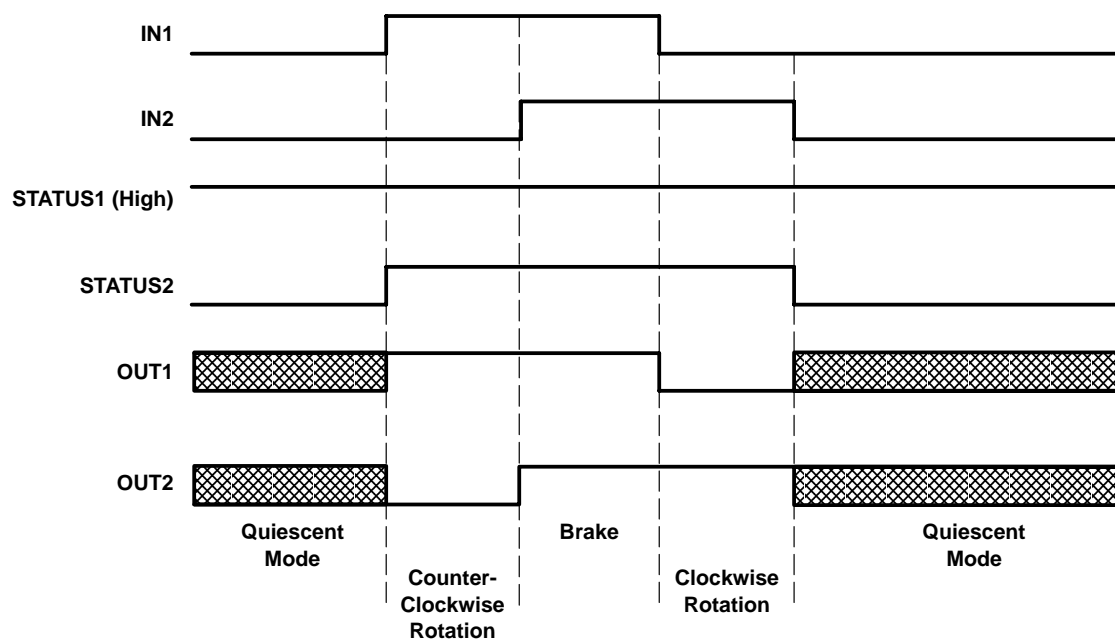 IN1
IN2
STATUS1 (High)
STATUS2
OUT1
OUT2
Quiescent
Mode
Counter-
Clockwise
Rotation
Brake
Clockwise
Rotation
Quiescent
Mode